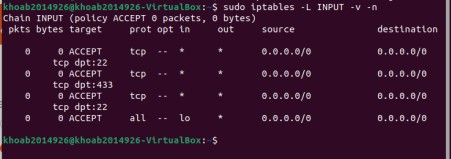 khoab2014926@khoab2014926-VirtualBox:~$ sudo iptables -L INPUT -v -n
Chain INPUT (policy ACCEPT 0 packets, 0 bytes)
pkts bytes target prot opt in out source destination
0 0 ACCEPT tcp -- * * 0.0.0.0/0 0.0.0.0/0
tcp dpt:22
0 0 ACCEPT tcp -- * * 0.0.0.0/0 0.0.0.0/0
tcp dpt:433
0 0 ACCEPT tcp -- * * 0.0.0.0/0 0.0.0.0/0
tcp dpt:22
0 0 ACCEPT all -- lo * 0.0.0.0/0 0.0.0.0/0
khoab2014926@khoab2014926-VirtualBox:~$